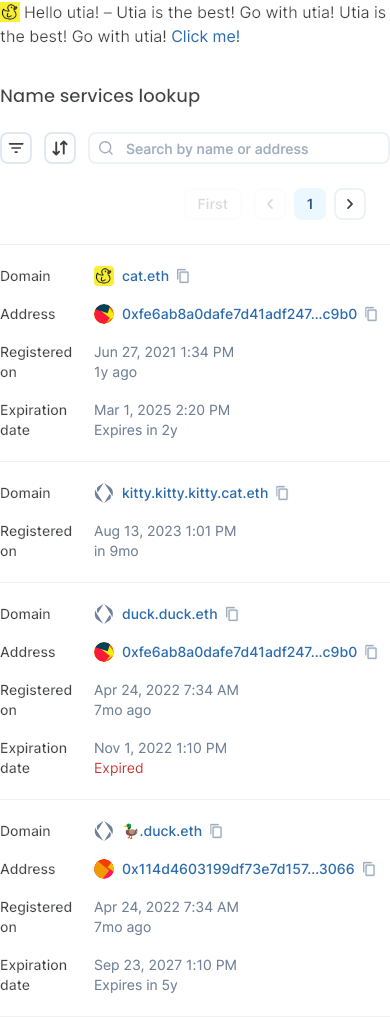 Hello utia! – Utia is the best! Go with utia! Utia is
the best! Go with utia! Click me!
Name services lookup
Search by name or address
First
1
Domain cat.eth
Address 0xfe6ab8a0dafe7d41adf247...c9b0
Registered on Jun 27, 2021 1:34 PM
1y ago
Expiration date Mar 1, 2025 2:20 PM
Expires in 2y
Domain kitty.kitty.kitty.cat.eth
Registered on Aug 13, 2023 1:01 PM
in 9mo
Domain duck.duck.eth
Address 0xfe6ab8a0dafe7d41adf247...c9b0
Registered on Apr 24, 2022 7:34 AM
7mo ago
Expiration date Nov 1, 2022 1:10 PM
Expired
Domain 🦆.duck.eth
Address 0x114d4603199df73e7d157...3066
Registered on Apr 24, 2022 7:34 AM
7mo ago
Expiration date Sep 23, 2027 1:10 PM
Expires in 5y